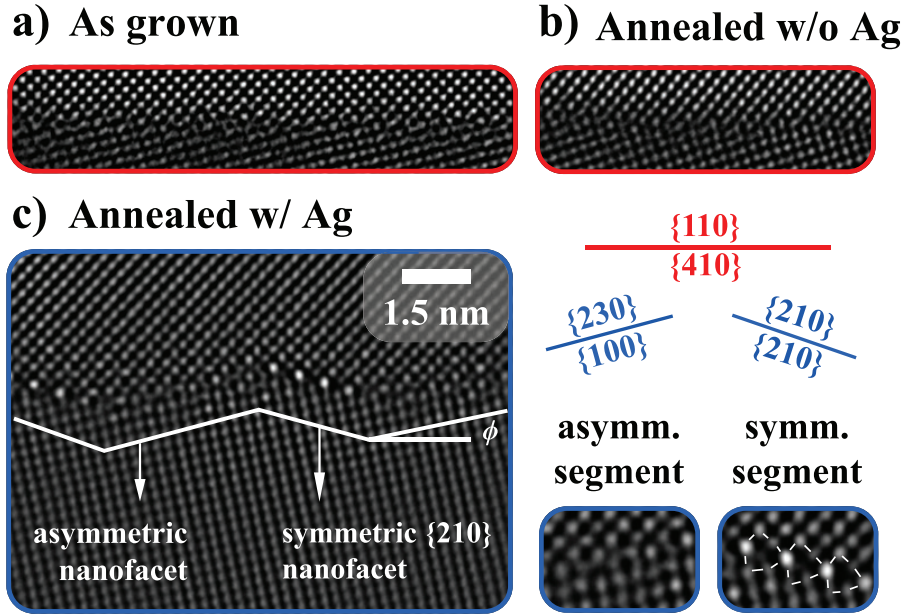 a) As grown
b) Annealed w/o Ag
c) Annealed w/ Ag
1.5 nm
ϕ
asymmetric
nanofacet
symmetric {210}
nanofacet
{110}
{410}
{230}
{100}
{210}
{210}
asymm.
segment
symm.
segment